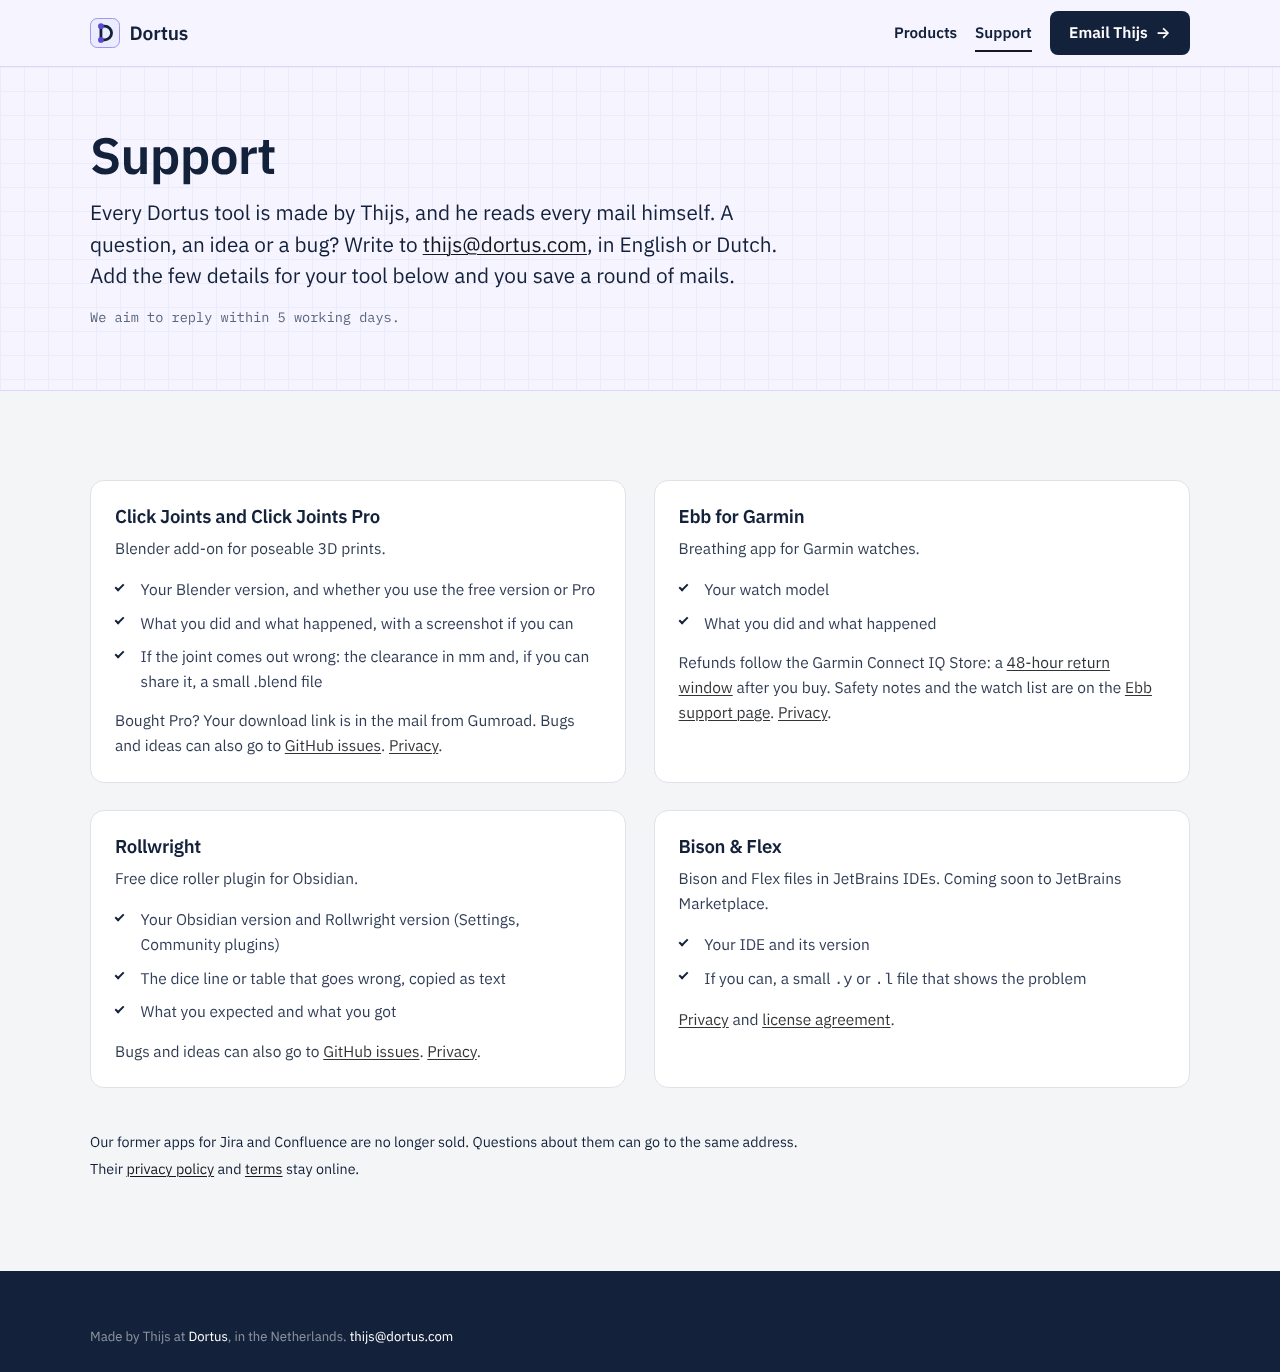 Dortus
Products Support Email Thijs →
Support
Every Dortus tool is made by Thijs, and he reads every mail himself. A
question, an idea or a bug? Write to thijs@dortus.com, in English or Dutch.
Add the few details for your tool below and you save a round of mails.
We aim to reply within 5 working days.
Click Joints and Click Joints Pro
Blender add-on for poseable 3D prints.
Your Blender version, and whether you use the free version or Pro
What you did and what happened, with a screenshot if you can
If the joint comes out wrong: the clearance in mm and, if you can
share it, a small .blend file
Bought Pro? Your download link is in the mail from Gumroad. Bugs
and ideas can also go to GitHub issues. Privacy.
Ebb for Garmin
Breathing app for Garmin watches.
Your watch model
What you did and what happened
Refunds follow the Garmin Connect IQ Store: a 48-hour return
window after you buy. Safety notes and the watch list are on the Ebb
support page. Privacy.
Rollwright
Free dice roller plugin for Obsidian.
Your Obsidian version and Rollwright version (Settings,
Community plugins)
The dice line or table that goes wrong, copied as text
What you expected and what you got
Bugs and ideas can also go to GitHub issues. Privacy.
Bison & Flex
Bison and Flex files in JetBrains IDEs. Coming soon to JetBrains
Marketplace.
Your IDE and its version
If you can, a small .y or .l file that shows the problem
Privacy and license agreement.
Our former apps for Jira and Confluence are no longer sold. Questions about them can go to the same address.
Their privacy policy and terms stay online.
Made by Thijs at Dortus, in the Netherlands. thijs@dortus.com